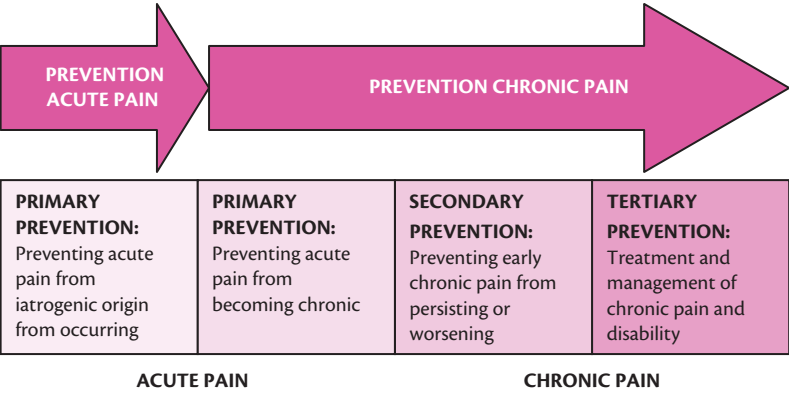 PREVENTION
ACUTE PAIN
PREVENTION CHRONIC PAIN
PRIMARY
PREVENTION:
Preventing acute
pain from
iatrogenic origin
from occurring
PRIMARY
PREVENTION:
Preventing acute
pain from
becoming chronic
SECONDARY
PREVENTION:
Preventing early
chronic pain from
persisting or
worsening
TERTIARY
PREVENTION:
Treatment and
management of
chronic pain and
disability
ACUTE PAIN
CHRONIC PAIN